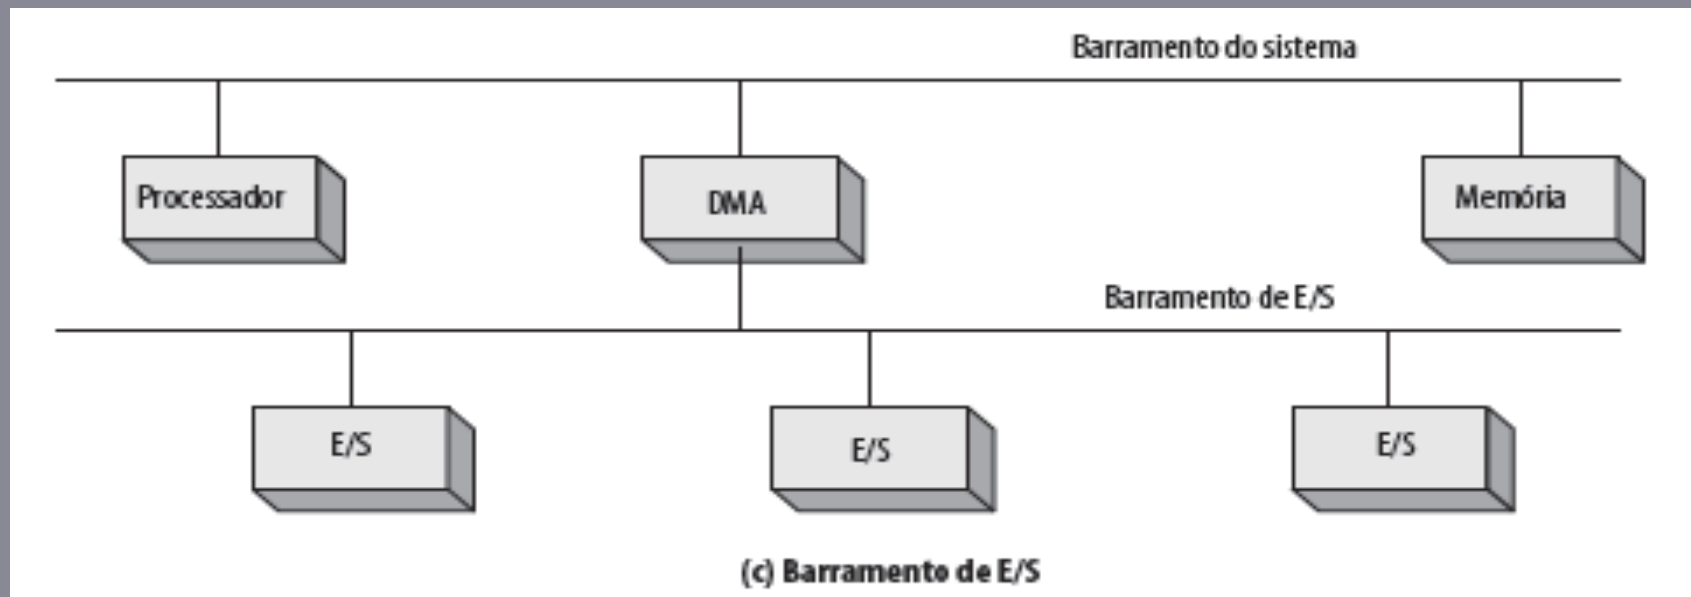 Barramento do sistema
Processador
DMA
Memória
Barramento de E/S
E/S
E/S
E/S
(c) Barramento de E/S